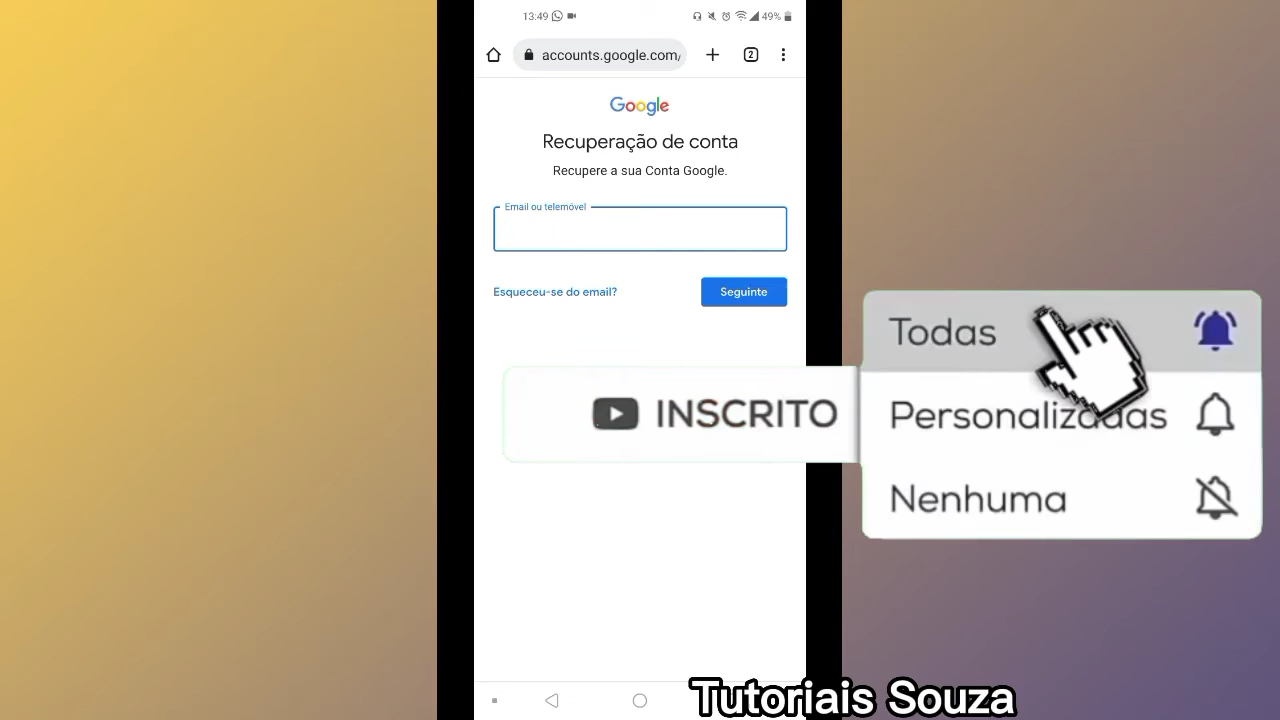 13:49
49%
accounts.google.com/
2
Google
Recuperação de conta
Recupere a sua Conta Google.
Email ou telemóvel
Esqueceu-se do email?
Seguinte
INSCRITO
Todas
Personalizadas
Nenhuma
Tutoriais Souza